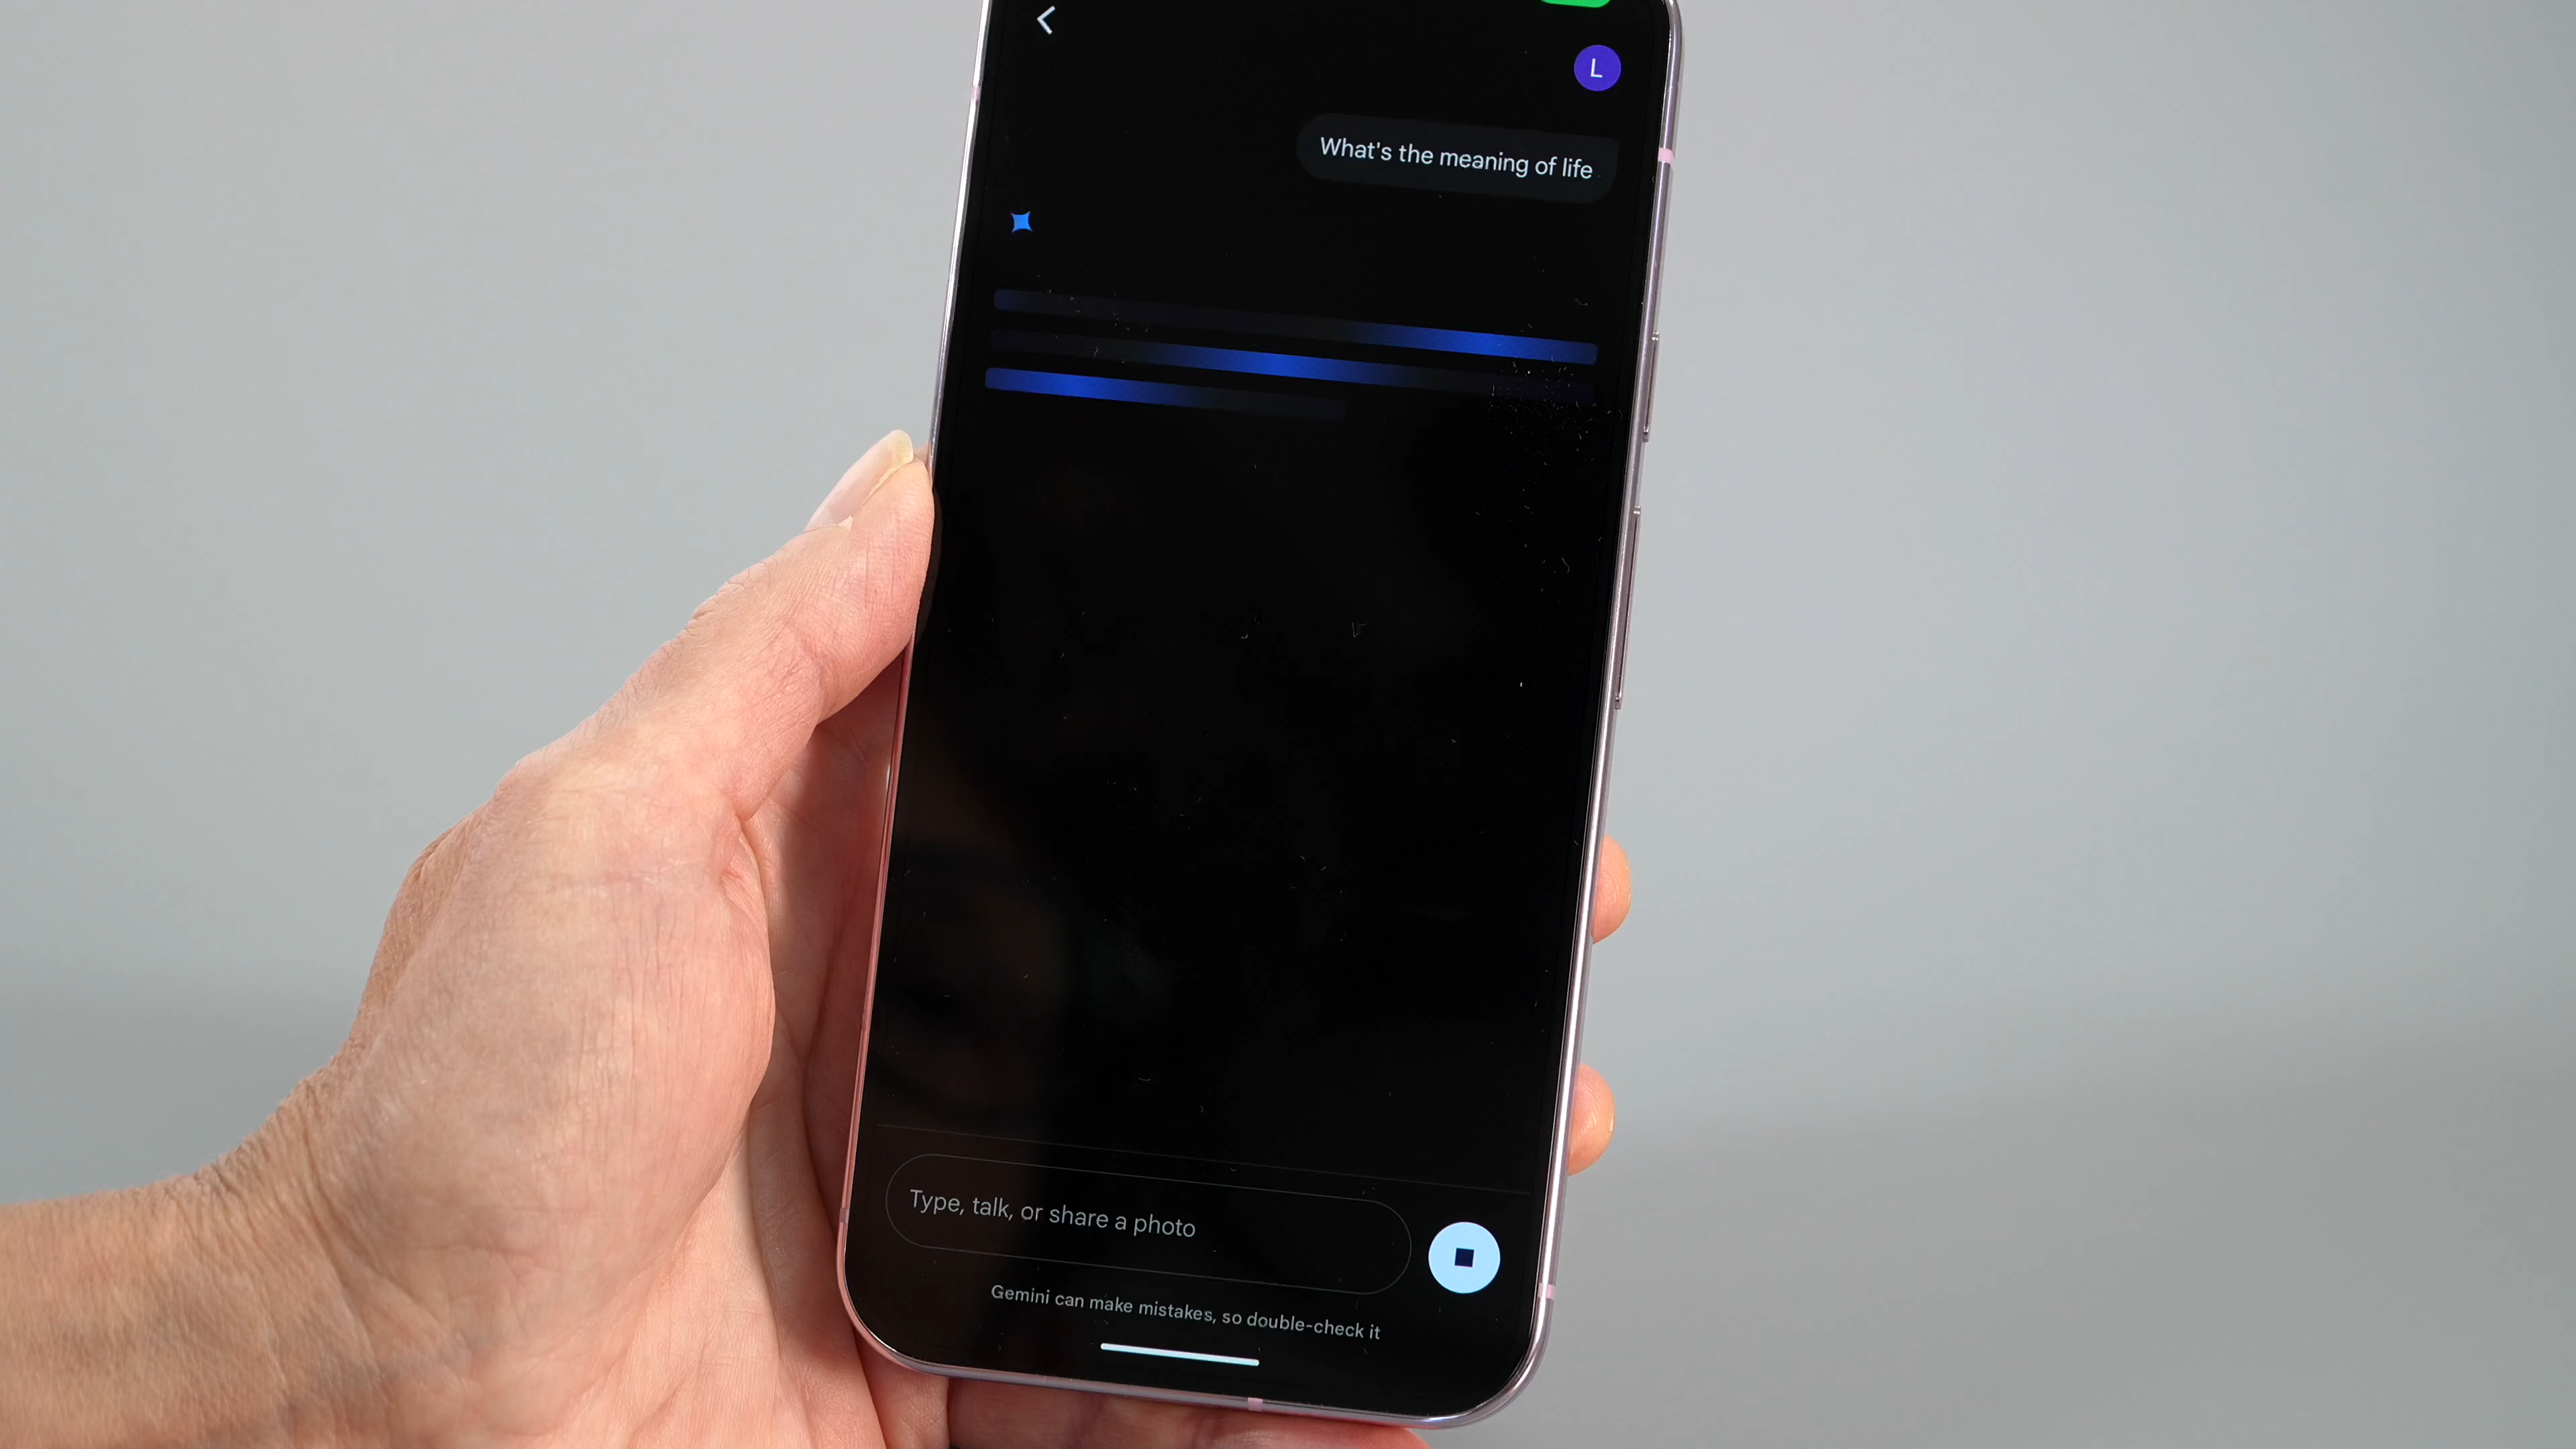 L
What's the meaning of life
Type, talk, or share a photo
Gemini can make mistakes, so double-check it